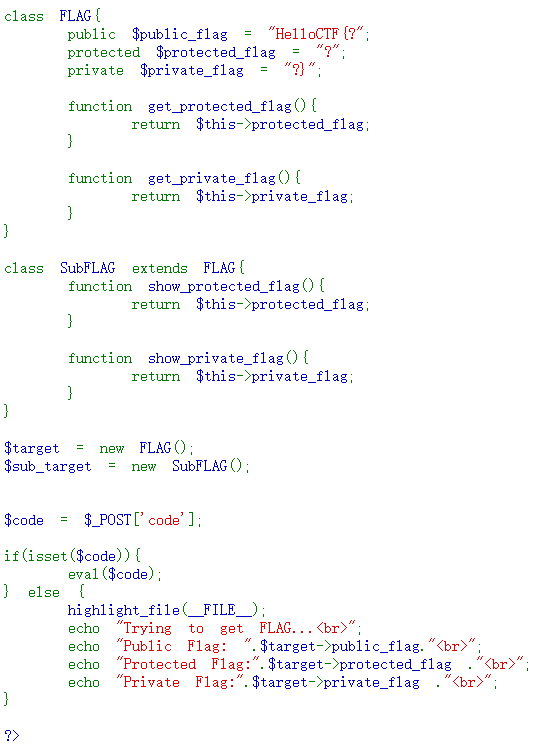 class FLAG{
public $public_flag = "HelloCTF{?";
protected $protected_flag = "?";
private $private_flag = "?}";
function get_protected_flag(){
return $this->protected_flag;
}
function get_private_flag(){
return $this->private_flag;
}
}
class SubFLAG extends FLAG{
function show_protected_flag(){
return $this->protected_flag;
}
function show_private_flag(){
return $this->private_flag;
}
}
$target = new FLAG();
$sub_target = new SubFLAG();
$code = $_POST['code'];
if(isset($code)){
eval($code);
} else {
highlight_file(__FILE__);
echo "Trying to get FLAG...<br>";
echo "Public Flag: ".$target->public_flag."<br>";
echo "Protected Flag:".$target->protected_flag ."<br>";
echo "Private Flag:".$target->private_flag ."<br>";
}
?>